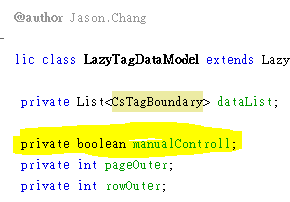 @author Jason.Chang
lic class LazyTagDataModel extends Lazy
private List<CsTagBoundary> dataList;
private boolean manualControll;
private int pageOuter;
private int rowOuter;